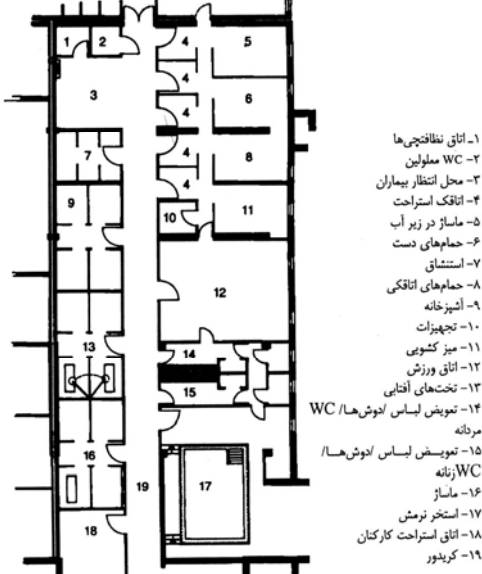 1
2
3
4
4
4
4
4
5
6
7
8
9
10
11
12
13
14
15
16
17
18
19
۱ـ اتاق نظافتچی‌ها
۲- WC معلولین
۳- محل انتظار بیماران
۴- اتاقک استراحت
۵- ماساژ در زیر آب
۶- حمام‌های دست
۷- استنشاق
۸- حمام‌های اتاقکی
۹- آشپزخانه
۱۰- تجهیزات
۱۱- میز کشویی
۱۲- اتاق ورزش
۱۳- تخت‌های آفتابی
۱۴- تعویض لباس /دوش‌ها/ WC
مردانه
۱۵- تعویض لباس /دوش‌ها/
WCزنانه
۱۶- ماساژ
۱۷- استخر نرمش
۱۸- اتاق استراحت کارکنان
۱۹- کریدور